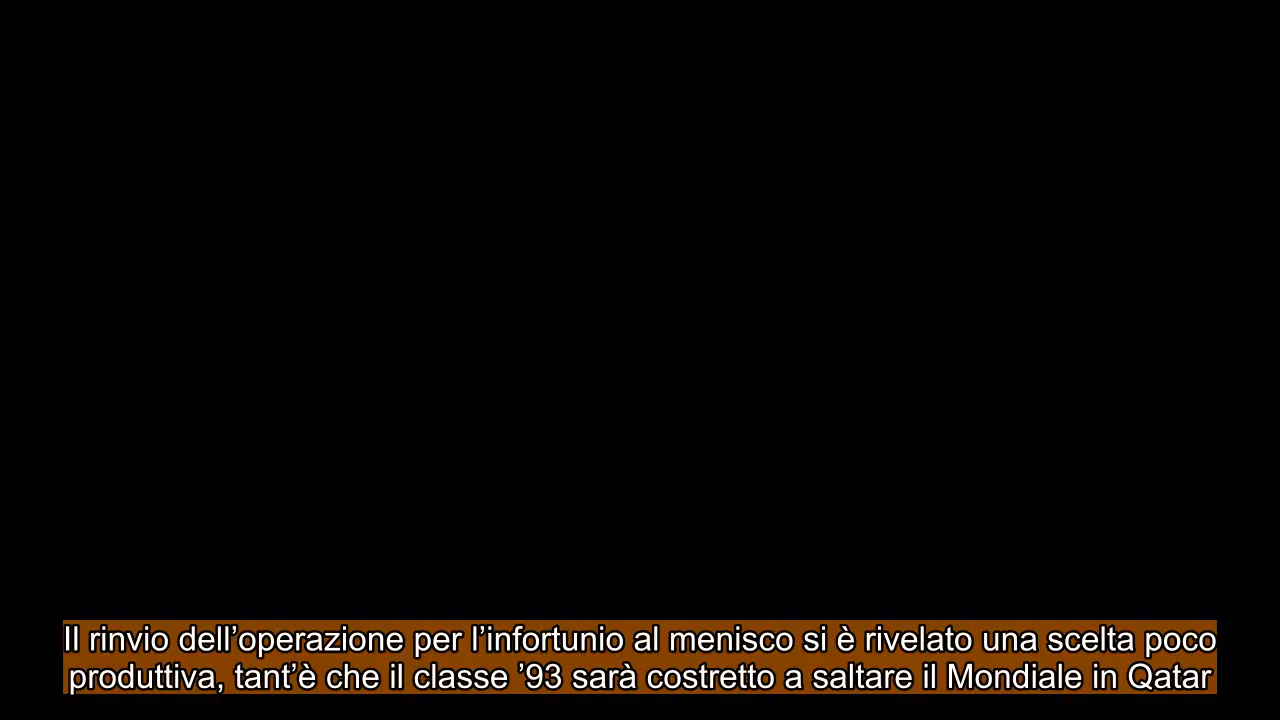 Il rinvio dell’operazione per l’infortunio al menisco si è rivelato una scelta poco
produttiva, tant’è che il classe ’93 sarà costretto a saltare il Mondiale in Qatar